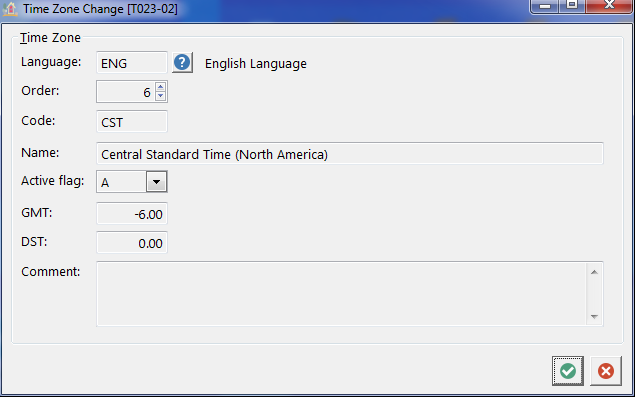 Time Zone Change [T023-02]
Time Zone
Language: ENG ? English Language
Order: 6
Code: CST
Name: Central Standard Time (North America)
Active flag: A
GMT: -6.00
DST: 0.00
Comment: